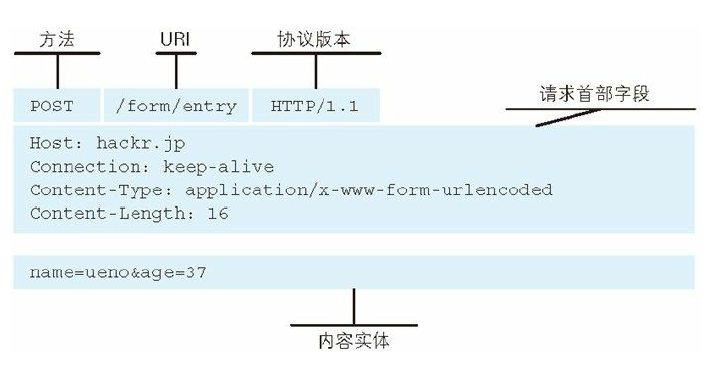 方法 URI 协议版本
请求首部字段
POST /form/entry HTTP/1.1
Host: hackr.jp
Connection: keep-alive
Content-Type: application/x-www-form-urlencoded
Content-Length: 16
name=ueno&age=37
内容实体